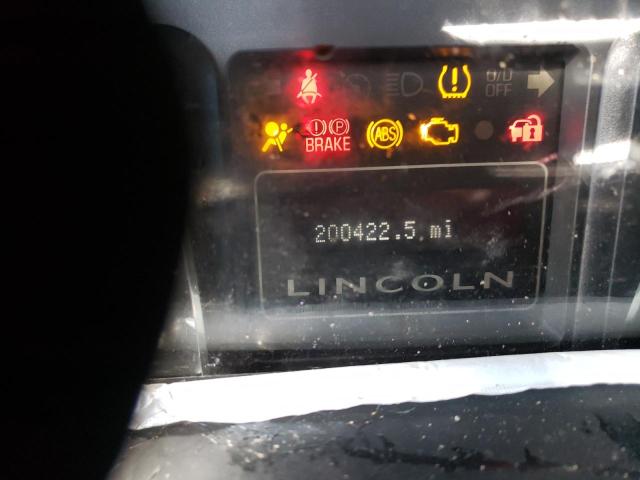 O/D
OFF
! P
BRAKE
ABS
200422.5 mi
LINCOLN